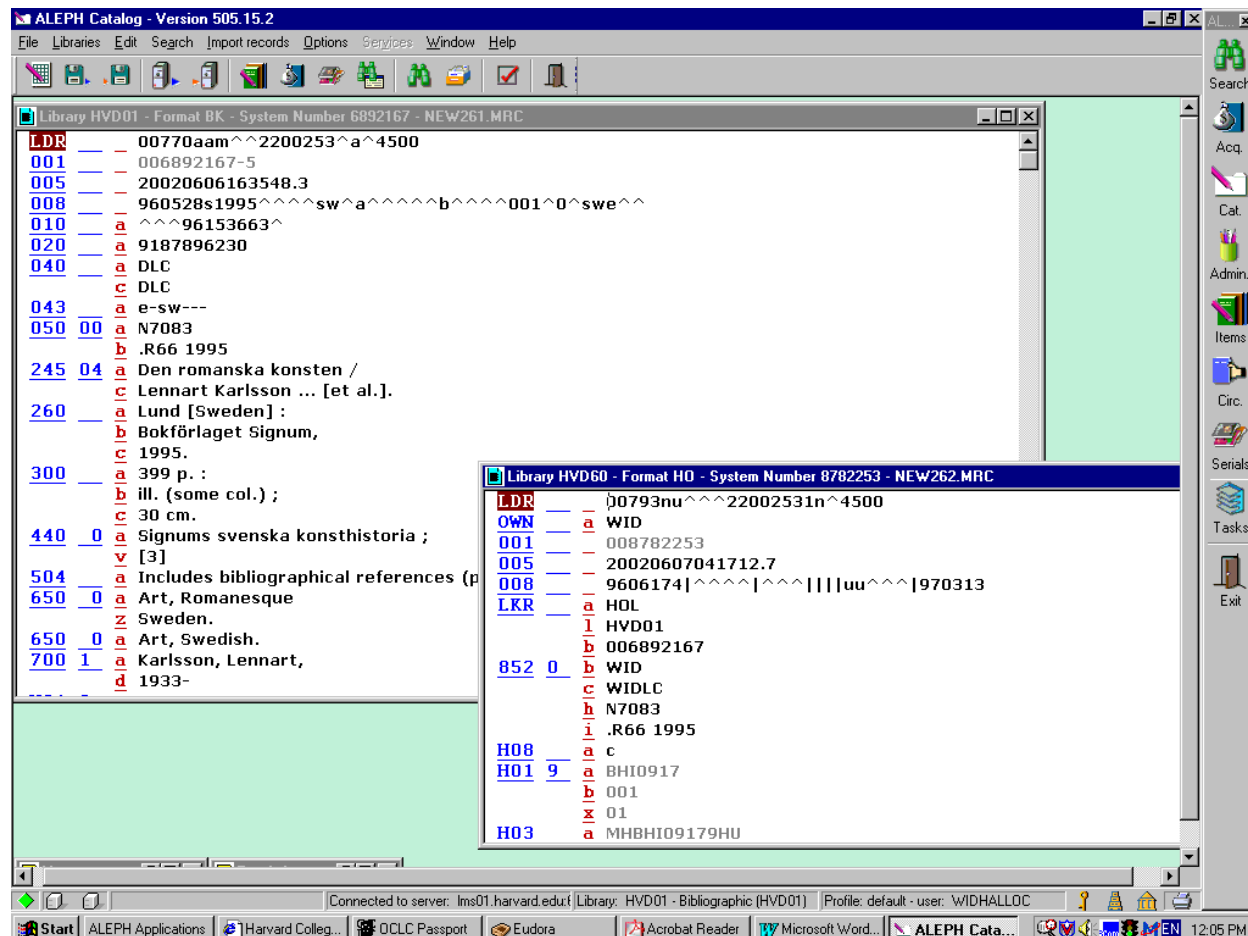 ALEPH Catalog - Version 505.15.2
File Libraries Edit Search Import records Options Services Window Help
Library HVD01 - Format BK - System Number 6892167 - NEW261.MRC
LDR 00770aam^^2200253^a^4500
001 006892167-5
005 20020606163548.3
008 960528s1995^^^^sw^a^^^^^b^^^^001^0^swe^^
010 a ^^^96153663^
020 a 9187896230
040 a DLC
c DLC
043 a e-sw---
050 00 a N7083
b .R66 1995
245 04 a Den romanska konsten /
c Lennart Karlsson ... [et al.].
260 a Lund [Sweden] :
b Bokförlaget Signum,
c 1995.
300 a 399 p. :
b ill. (some col.) ;
c 30 cm.
440 0 a Signums svenska konsthistoria ;
v [3]
504 a Includes bibliographical references (p
650 0 a Art, Romanesque
z Sweden.
650 0 a Art, Swedish.
700 1 a Karlsson, Lennart,
d 1933-
Library HVD60 - Format HO - System Number 8782253 - NEW262.MRC
LDR 00793nu^^^22002531n^4500
OWN a WID
001 008782253
005 20020607041712.7
008 9606174|^^^^|^^^||||uu^^^|970313
LKR a HOL
l HVD01
b 006892167
852 0 b WID
c WIDLC
h N7083
i .R66 1995
H08 a c
H01 9 a BHI0917
b 001
x 01
H03 a MHBHI09179HU
AL...
Search
Acq.
Cat.
Admin.
Items
Circ.
Serials
Tasks
Exit
Connected to server: lms01.harvard.edu:6 Library: HVD01 - Bibliographic (HVD01) Profile: default - user: WIDHALLOC
Start ALEPH Applications Harvard Colleg... OCLC Passport Eudora Acrobat Reader Microsoft Word... ALEPH Cata... EN 12:05 PM